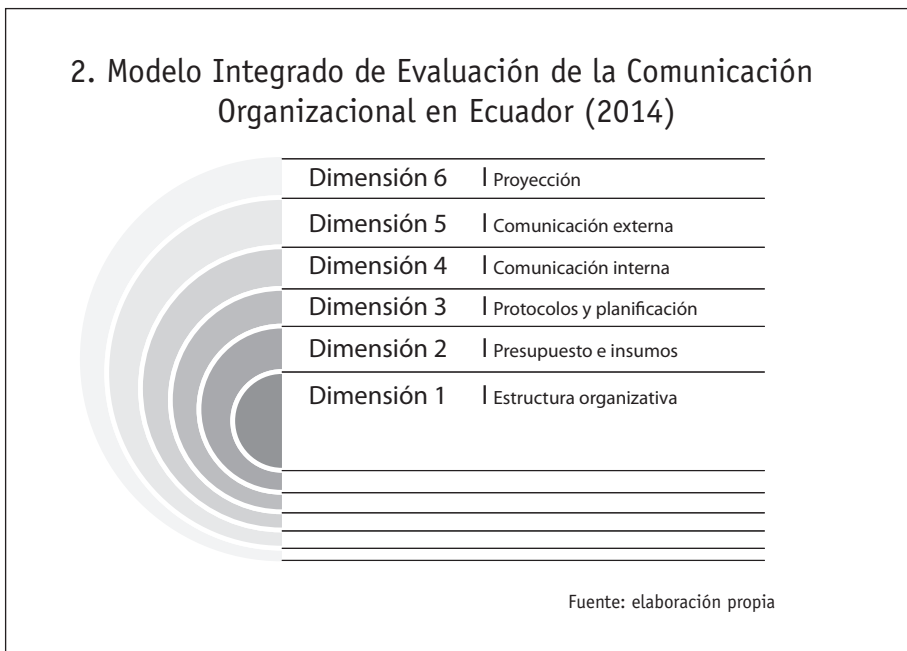 2. Modelo Integrado de Evaluación de la Comunicación
Organizacional en Ecuador (2014)
Dimensión 6 | Proyección
Dimensión 5 | Comunicación externa
Dimensión 4 | Comunicación interna
Dimensión 3 | Protocolos y planificación
Dimensión 2 | Presupuesto e insumos
Dimensión 1 | Estructura organizativa
Fuente: elaboración propia